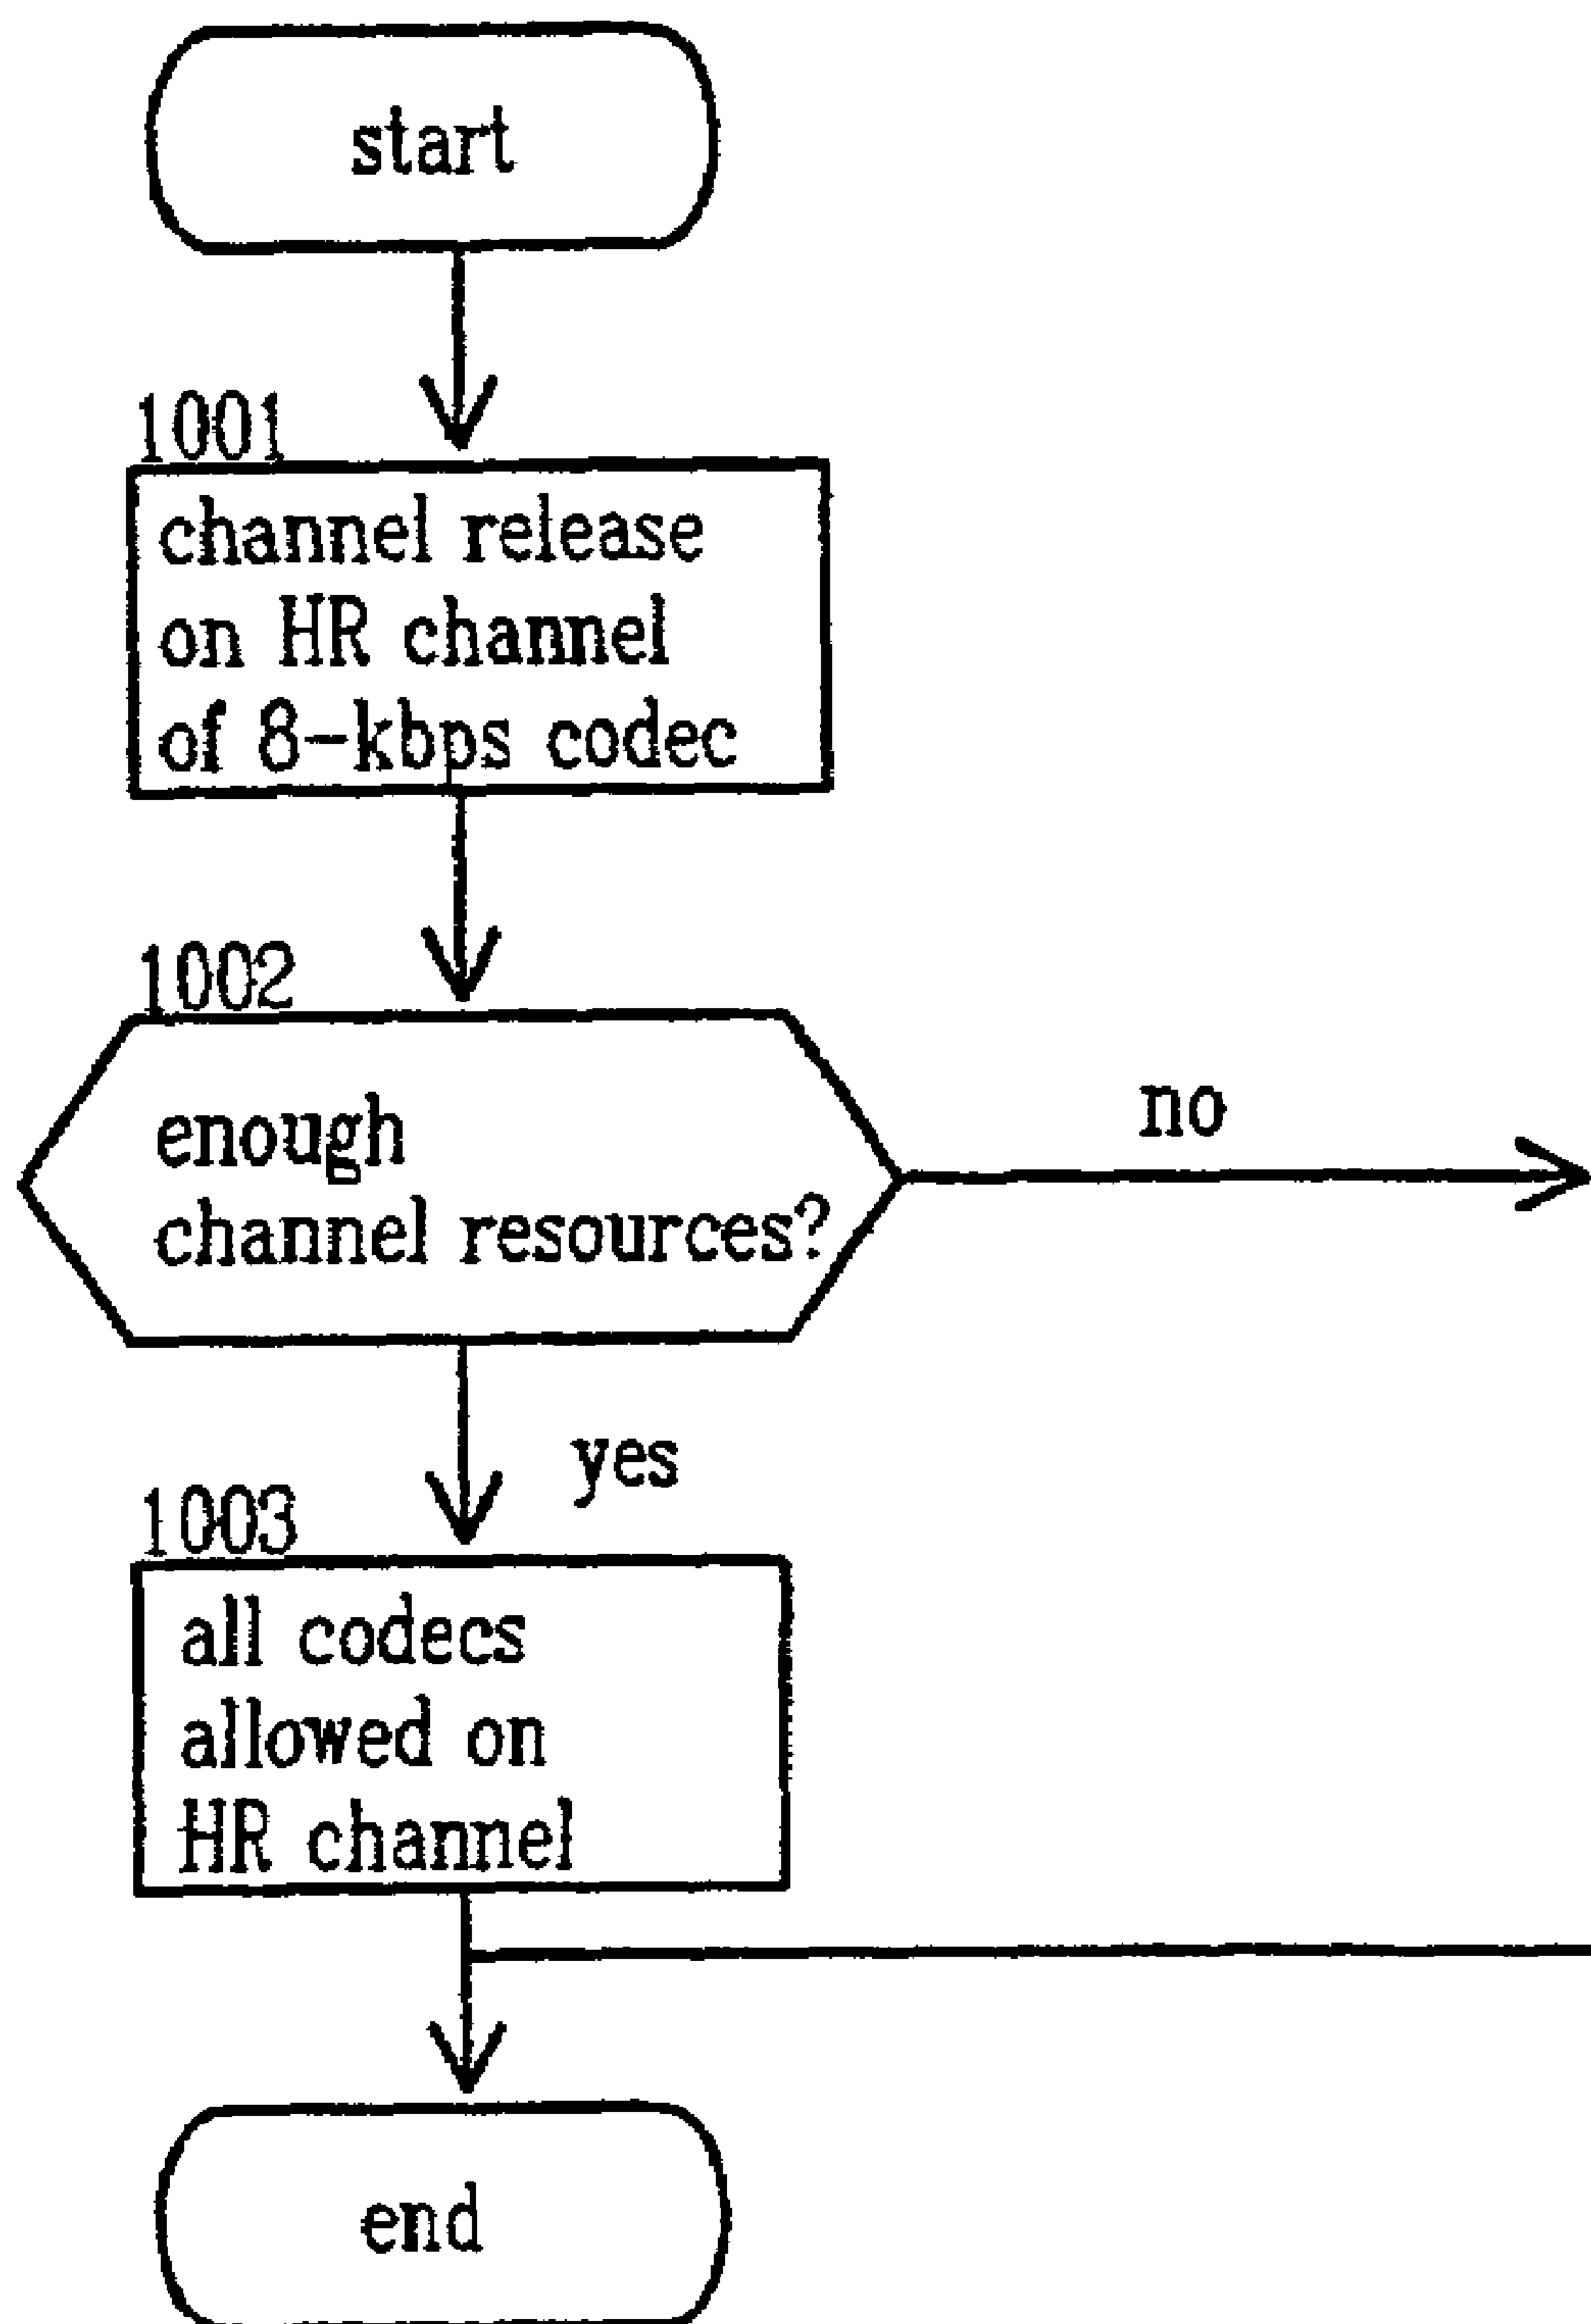 start
1001
channel release
on HR channel
of 8-kbps codec
1002
enough
channel resources?
no
yes
1003
all codecs
allowed on
HR channel
end